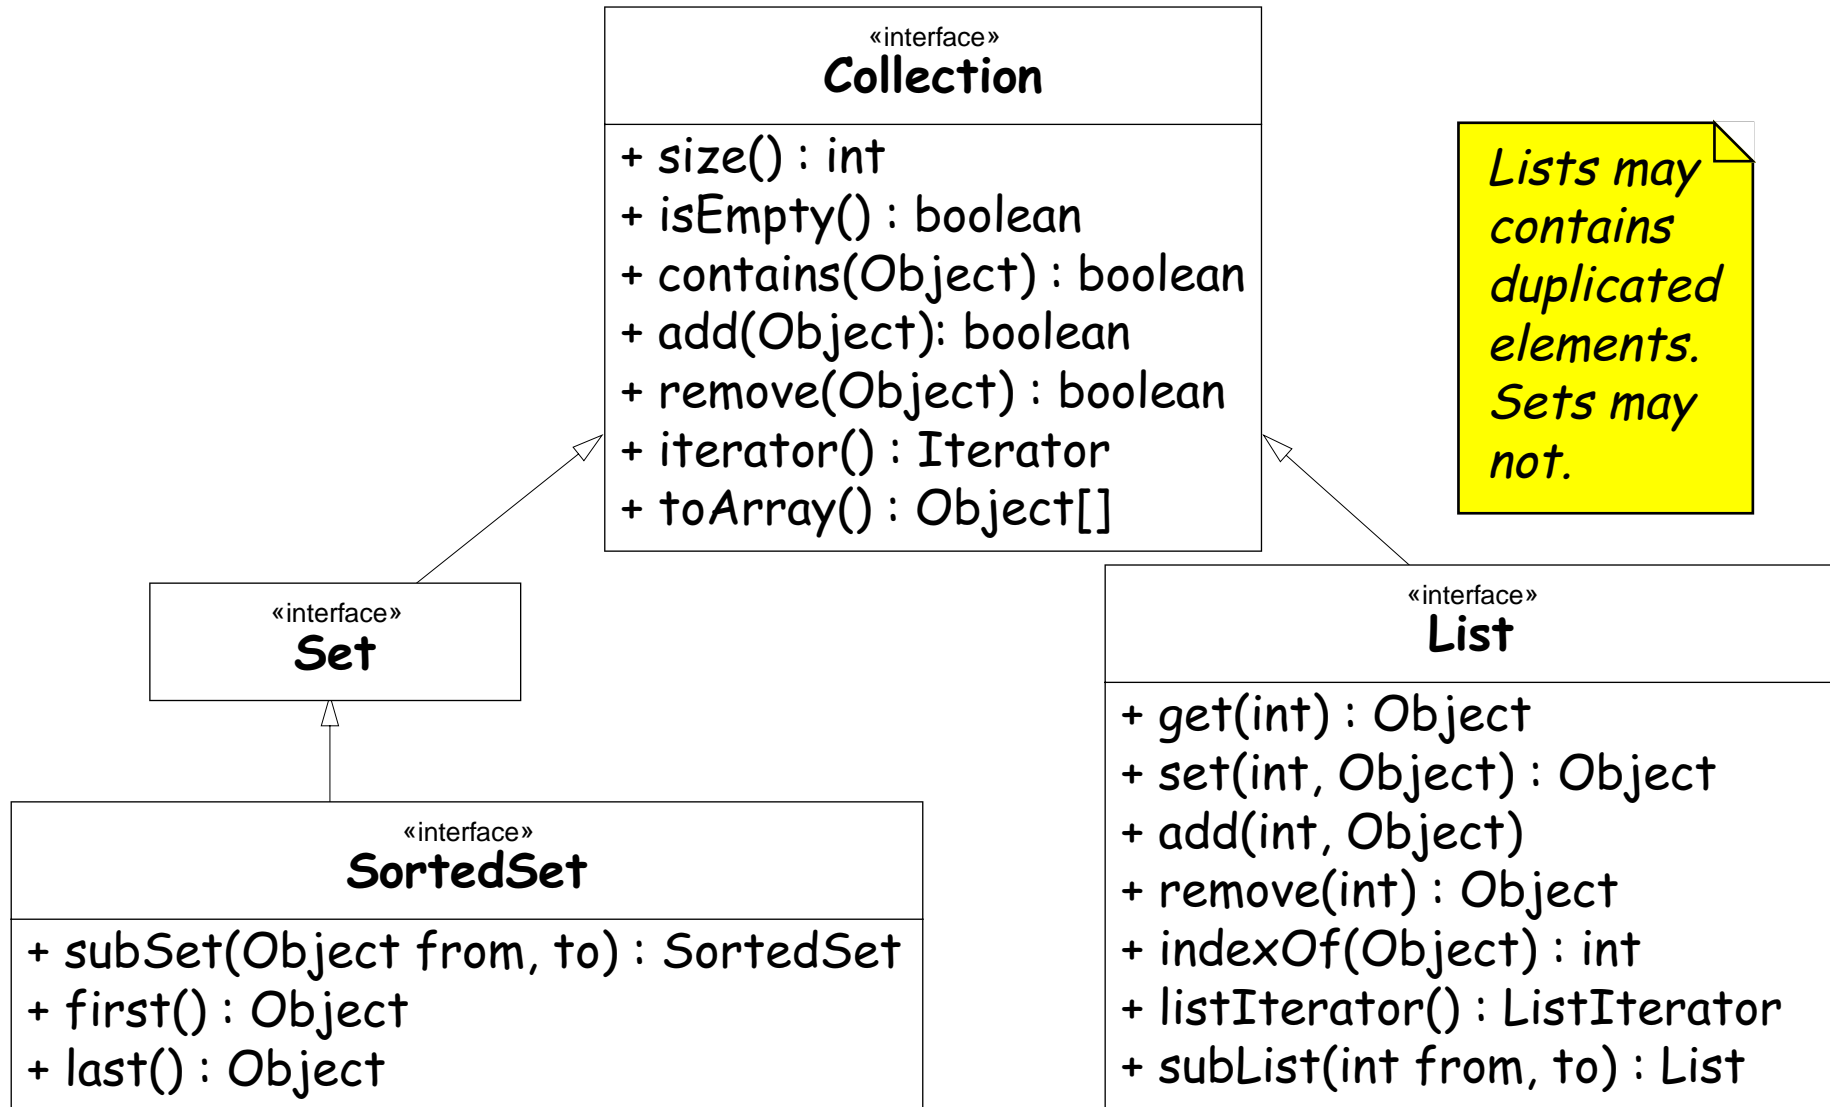 «interface»
Collection
+ size() : int
+ isEmpty() : boolean
+ contains(Object) : boolean
+ add(Object): boolean
+ remove(Object) : boolean
+ iterator() : Iterator
+ toArray() : Object[]
Lists may
contains
duplicated
elements.
Sets may
not.
«interface»
Set
«interface»
List
+ get(int) : Object
+ set(int, Object) : Object
+ add(int, Object)
+ remove(int) : Object
+ indexOf(Object) : int
+ listIterator() : ListIterator
+ subList(int from, to) : List
«interface»
SortedSet
+ subSet(Object from, to) : SortedSet
+ first() : Object
+ last() : Object